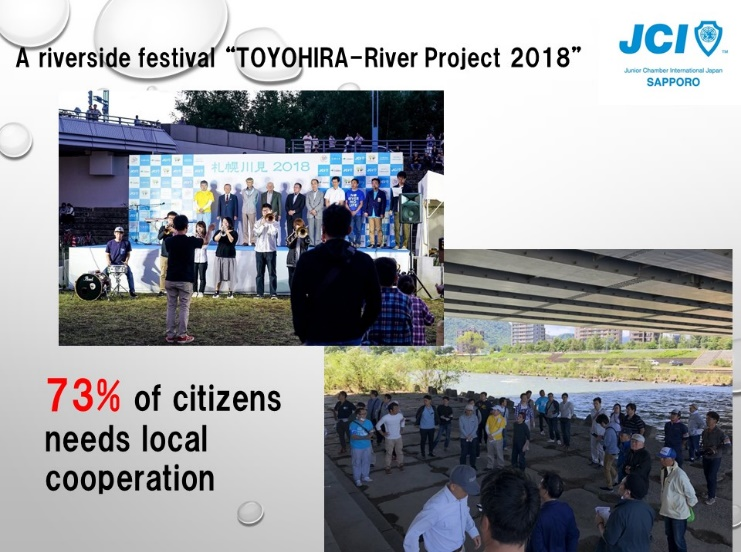 A riverside festival “TOYOHIRA-River Project 2018”
JCI
TM
Junior Chamber International Japan
SAPPORO
札幌川見 2018
73% of citizens
needs local
cooperation